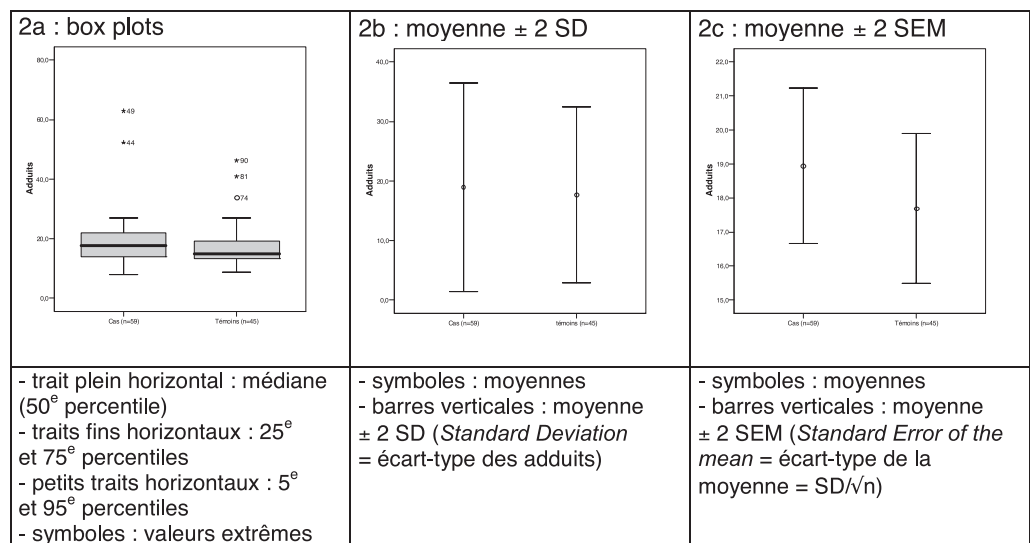 2a : box plots
80,0
60,0
40,0
20,0
0,0
Adduits
49
44
90
81
74
Cas (n=59)
Témoins (n=45)
2b : moyenne ± 2 SD
40,0
30,0
20,0
10,0
0,0
Adduits
Cas (n=59)
témoins (n=45)
2c : moyenne ± 2 SEM
22,0
21,0
20,0
19,0
18,0
17,0
16,0
15,0
Adduits
Cas (n=59)
Témoins (n=45)
- trait plein horizontal : médiane
(50e percentile)
- traits fins horizontaux : 25e
et 75e percentiles
- petits traits horizontaux : 5e
et 95e percentiles
- symboles : valeurs extrêmes
- symboles : moyennes
- barres verticales : moyenne
± 2 SD (Standard Deviation
= écart-type des adduits)
- symboles : moyennes
- barres verticales : moyenne
± 2 SEM (Standard Error of the
mean = écart-type de la
moyenne = SD/√n)